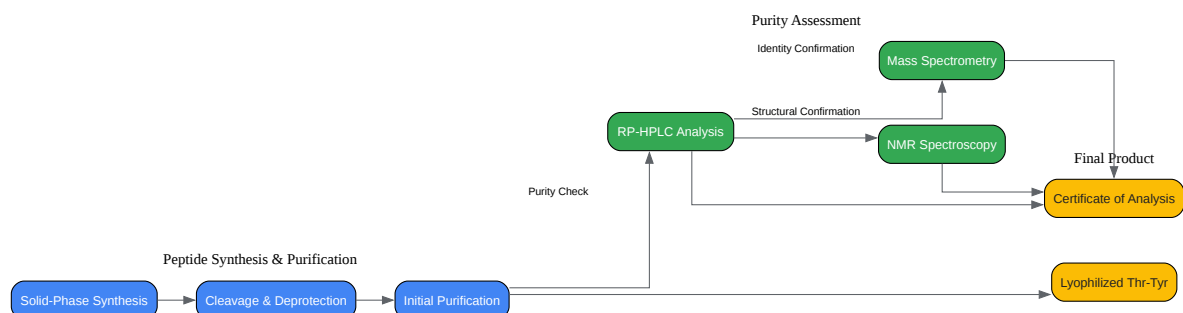 Purity Assessment
Identity Confirmation
Mass Spectrometry
Structural Confirmation
RP-HPLC Analysis
NMR Spectroscopy
Final Product
Purity Check
Certificate of Analysis
Peptide Synthesis & Purification
Solid-Phase Synthesis
Cleavage & Deprotection
Initial Purification
Lyophilized Thr-Tyr